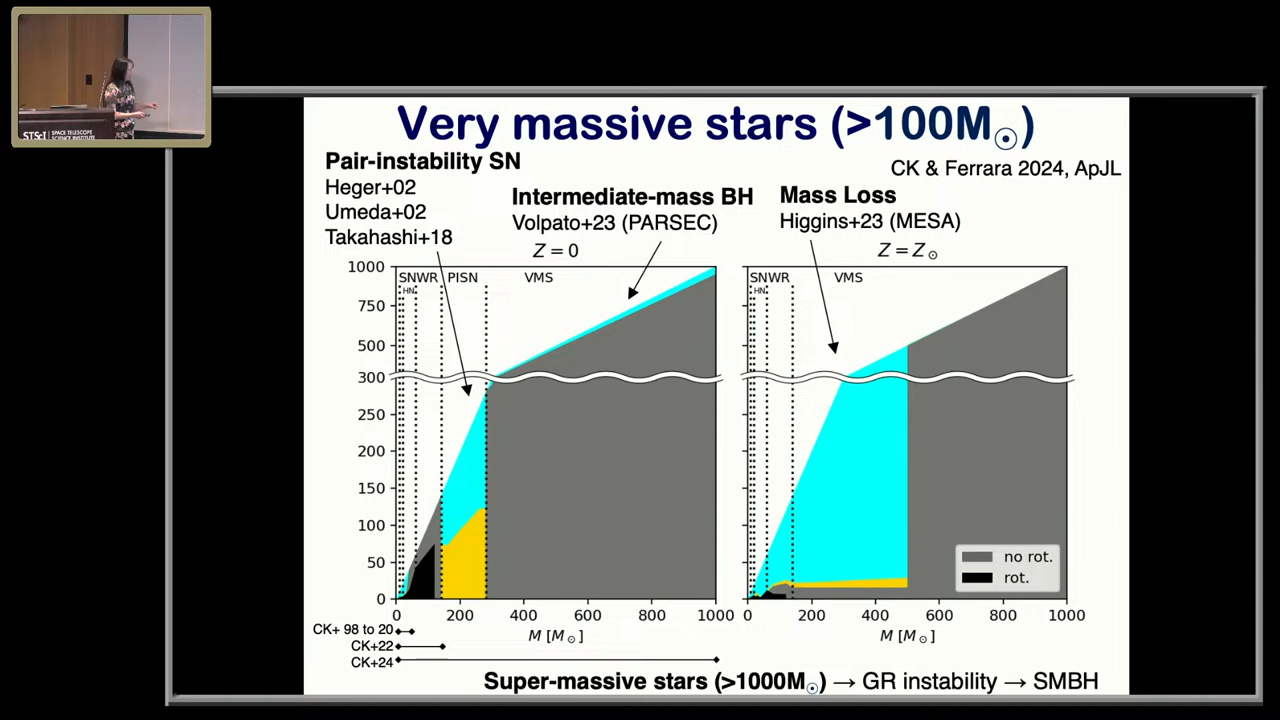 STScI | SPACE TELESCOPE
SCIENCE INSTITUTE
Very massive stars (>100M☉)
CK & Ferrara 2024, ApJL
Pair-instability SN
Heger+02
Umeda+02
Takahashi+18
Intermediate-mass BH
Volpato+23 (PARSEC)
Mass Loss
Higgins+23 (MESA)
Z = 0
Z = Z☉
SN WR PISN VMS
HN
SN WR VMS
HN
1000
750
500
300
250
200
150
100
50
0
no rot.
rot.
0 200 400 600 800 1000
0 200 400 600 800 1000
M [M☉]
M [M☉]
CK+ 98 to 20
CK+22
CK+24
Super-massive stars (>1000M☉) → GR instability → SMBH